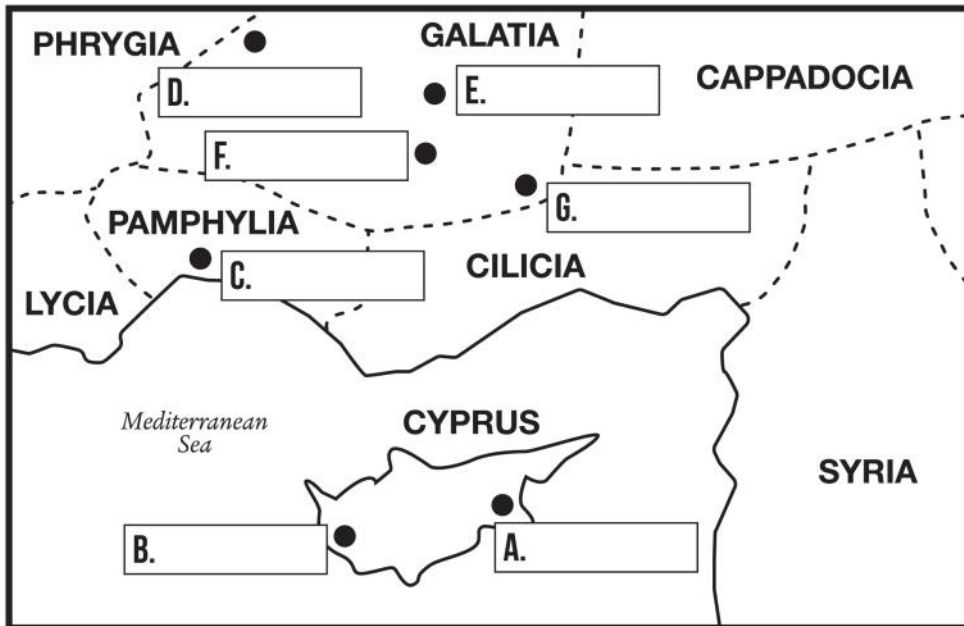 PHRYGIA
GALATIA
CAPPADOCIA
D.
E.
F.
G.
PAMPHYLIA
C.
CILICIA
LYCIA
Mediterranean
Sea
CYPRUS
SYRIA
B.
A.